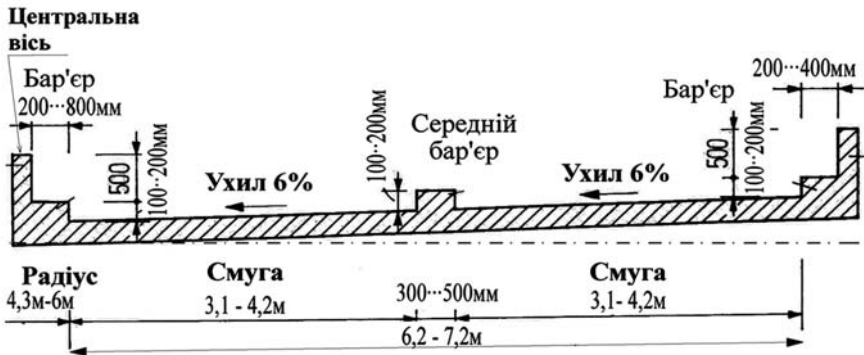 Центральна
вісь
Бар'єр
200···800мм
500
100···200мм
Ухил 6%
100···200мм
Середній
бар'єр
Ухил 6%
Бар'єр
200···400мм
500
100···200мм
Радіус
4,3м-6м
Смуга
3,1 - 4,2м
300···500мм
Смуга
3,1- 4,2м
6,2 - 7,2м